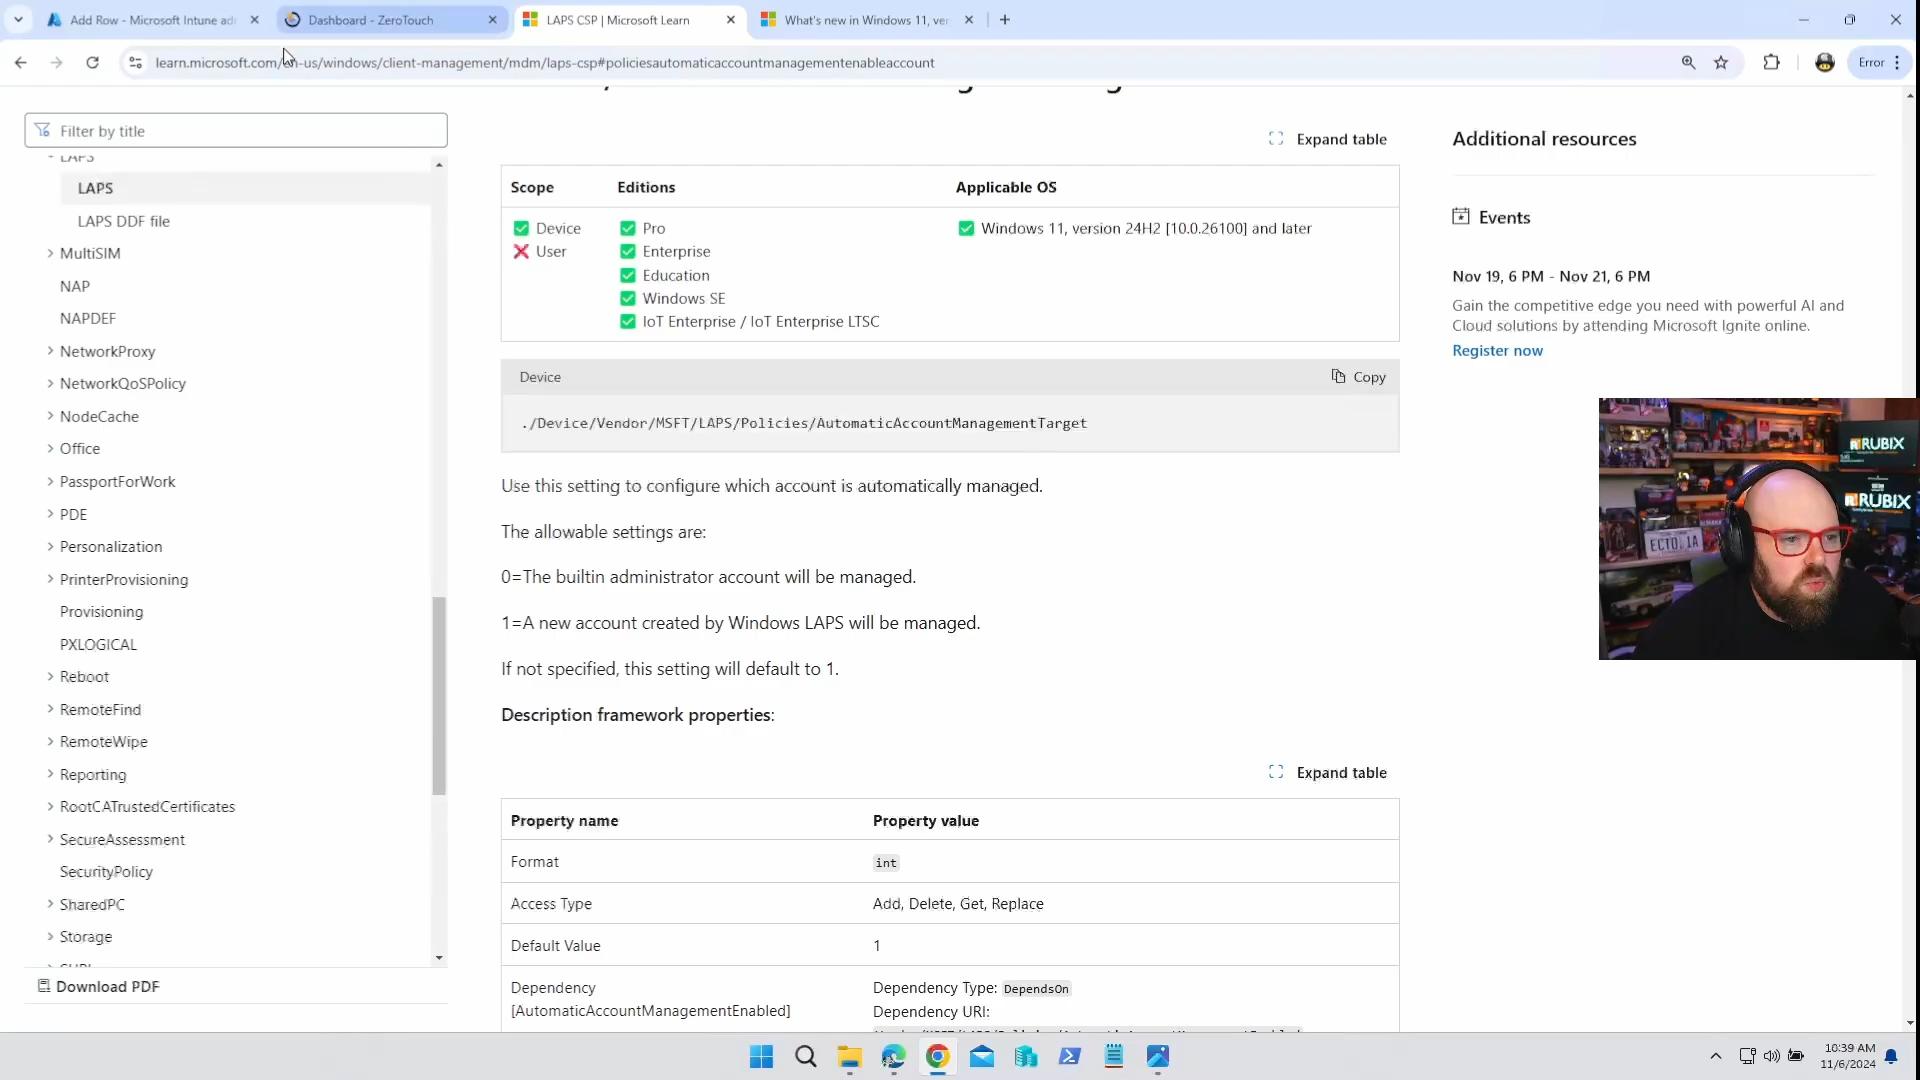 Add Row - Microsoft Intune ad
Dashboard - ZeroTouch
LAPS CSP | Microsoft Learn
What's new in Windows 11, ver
learn.microsoft.com/en-us/windows/client-management/mdm/laps-csp#policiesautomaticaccountmanagementenableaccount
Error
Filter by title
LAPS
LAPS
LAPS DDF file
MultiSIM
NAP
NAPDEF
NetworkProxy
NetworkQoSPolicy
NodeCache
Office
PassportForWork
PDE
Personalization
PrinterProvisioning
Provisioning
PXLOGICAL
Reboot
RemoteFind
RemoteWipe
Reporting
RootCATrustedCertificates
SecureAssessment
SecurityPolicy
SharedPC
Storage
Download PDF
Expand table
Scope Editions Applicable OS
Device Pro Windows 11, version 24H2 [10.0.26100] and later
User Enterprise
Education
Windows SE
IoT Enterprise / IoT Enterprise LTSC
Device Copy
./Device/Vendor/MSFT/LAPS/Policies/AutomaticAccountManagementTarget
Use this setting to configure which account is automatically managed.
The allowable settings are:
0=The builtin administrator account will be managed.
1=A new account created by Windows LAPS will be managed.
If not specified, this setting will default to 1.
Description framework properties:
Expand table
Property name Property value
Format int
Access Type Add, Delete, Get, Replace
Default Value 1
Dependency Dependency Type: DependsOn
[AutomaticAccountManagementEnabled] Dependency URI:
Additional resources
Events
Nov 19, 6 PM - Nov 21, 6 PM
Gain the competitive edge you need with powerful AI and
Cloud solutions by attending Microsoft Ignite online.
Register now
RUBIX
RUBIX
ECTO. 1A
10:39 AM
11/6/2024